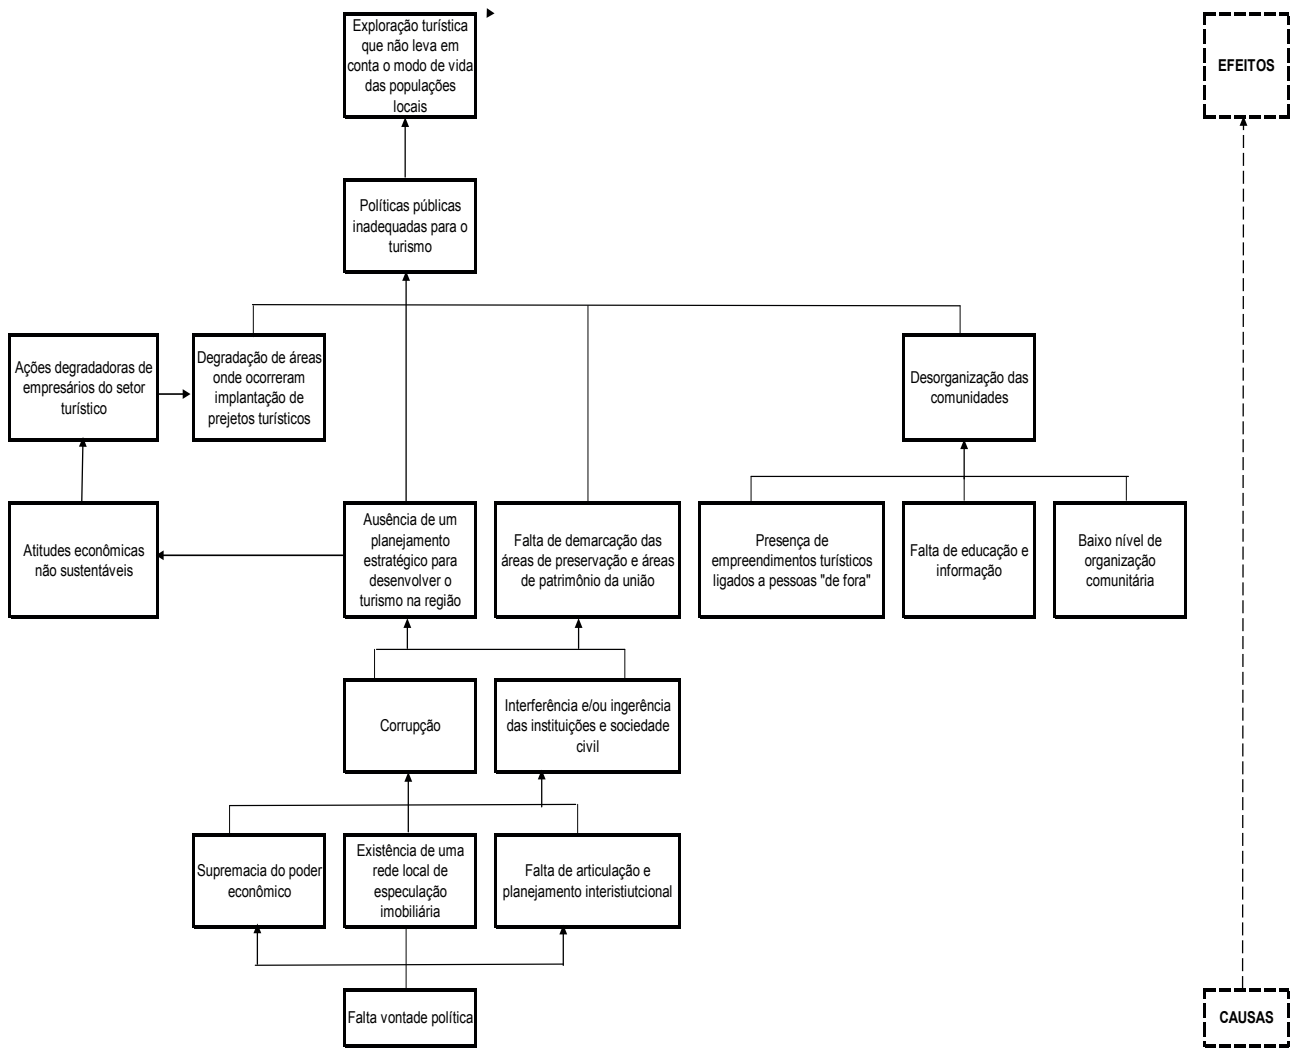 Exploração turística
que não leva em
conta o modo de vida
das populações
locais
EFEITOS
Políticas públicas
inadequadas para o
turismo
Ações degradadoras de
empresários do setor
turístico
Degradação de áreas
onde ocorreram
implantação de
prejetos turísticos
Desorganização das
comunidades
Atitudes econômicas
não sustentáveis
Ausência de um
planejamento
estratégico para
desenvolver o
turismo na região
Falta de demarcação das
áreas de preservação e áreas
de patrimônio da união
Presença de
empreendimentos turísticos
ligados a pessoas "de fora"
Falta de educação e
informação
Baixo nível de
organização
comunitária
Corrupção
Interferência e/ou ingerência
das instituições e sociedade
civil
Supremacia do poder
econômico
Existência de uma
rede local de
especulação
imobiliária
Falta de articulação e
planejamento interistiutcional
Falta vontade política
CAUSAS